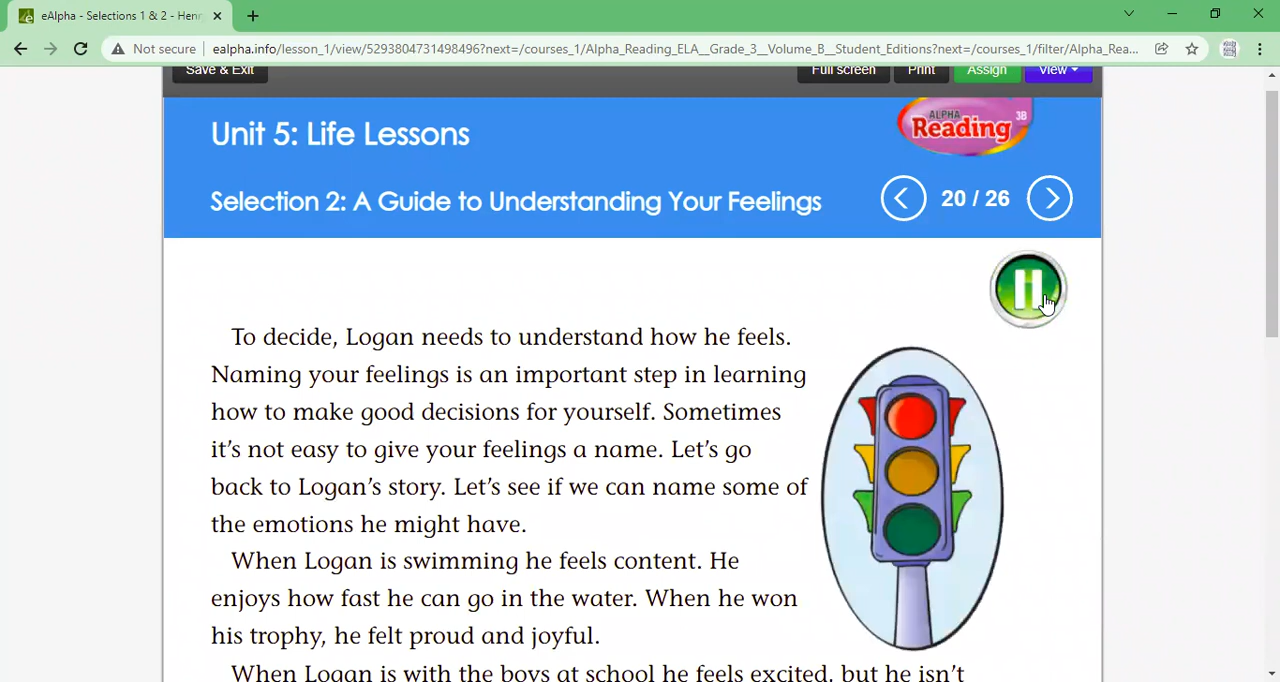 eAlpha - Selections 1 & 2 - Henr
Not secure
ealpha.info/lesson_1/view/5293804731498496?next=/courses_1/Alpha_Reading_ELA__Grade_3__Volume_B__Student_Editions?next=/courses_1/filter/Alpha_Rea...
Save & Exit
Full screen
Print
Assign
View
Unit 5: Life Lessons
ALPHA
Reading
3B
Selection 2: A Guide to Understanding Your Feelings
20 / 26
To decide, Logan needs to understand how he feels.
Naming your feelings is an important step in learning
how to make good decisions for yourself. Sometimes
it's not easy to give your feelings a name. Let's go
back to Logan's story. Let's see if we can name some of
the emotions he might have.
When Logan is swimming he feels content. He
enjoys how fast he can go in the water. When he won
his trophy, he felt proud and joyful.
When Logan is with the boys at school he feels excited, but he isn't